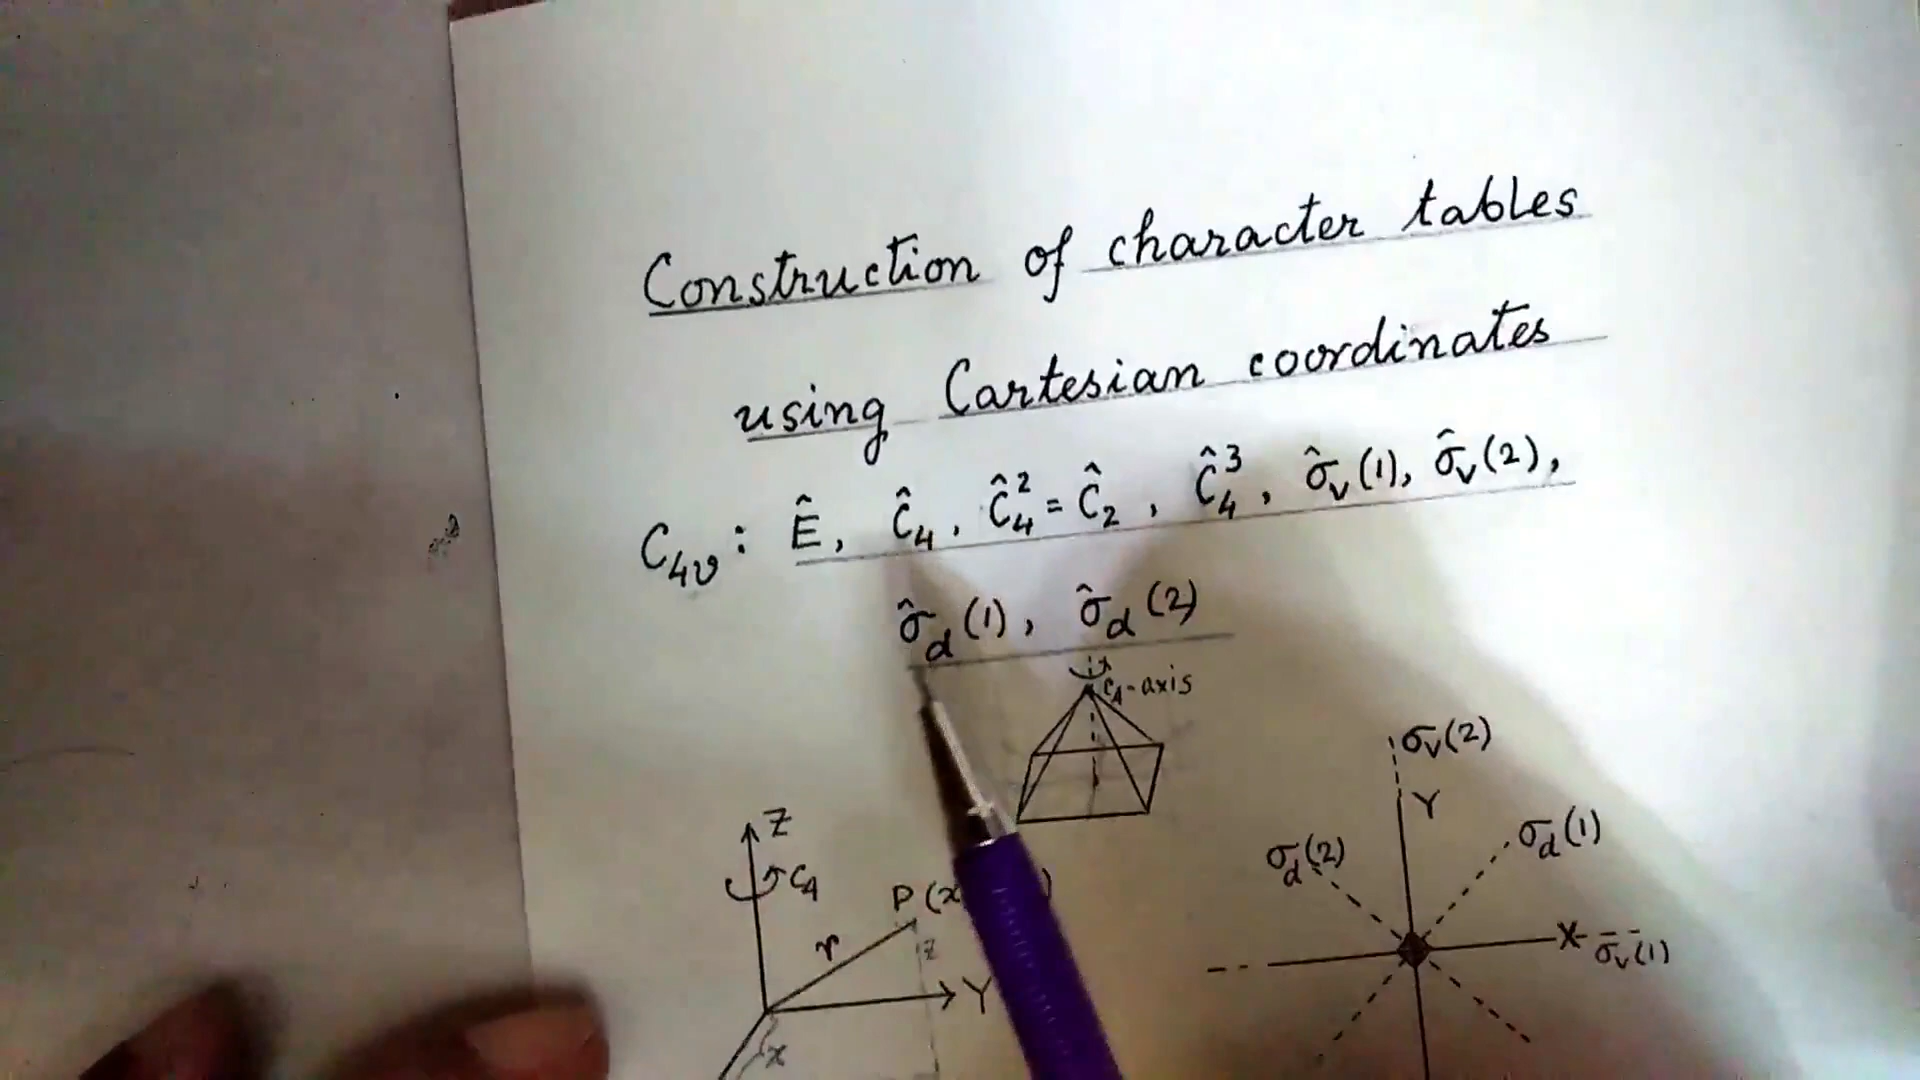 Construction of character tables
using Cartesian coordinates
C₄ᵥ : Ê, Ĉ₄, Ĉ₄² = Ĉ₂, Ĉ₄³, σ̂ᵥ(1), σ̂ᵥ(2),
σ̂d(1), σ̂d(2)
C₄-axis
σᵥ(2)
Z
Y
σd(1)
σd(2)
C₄
P (x
r
z
X
σᵥ(1)
Y
x